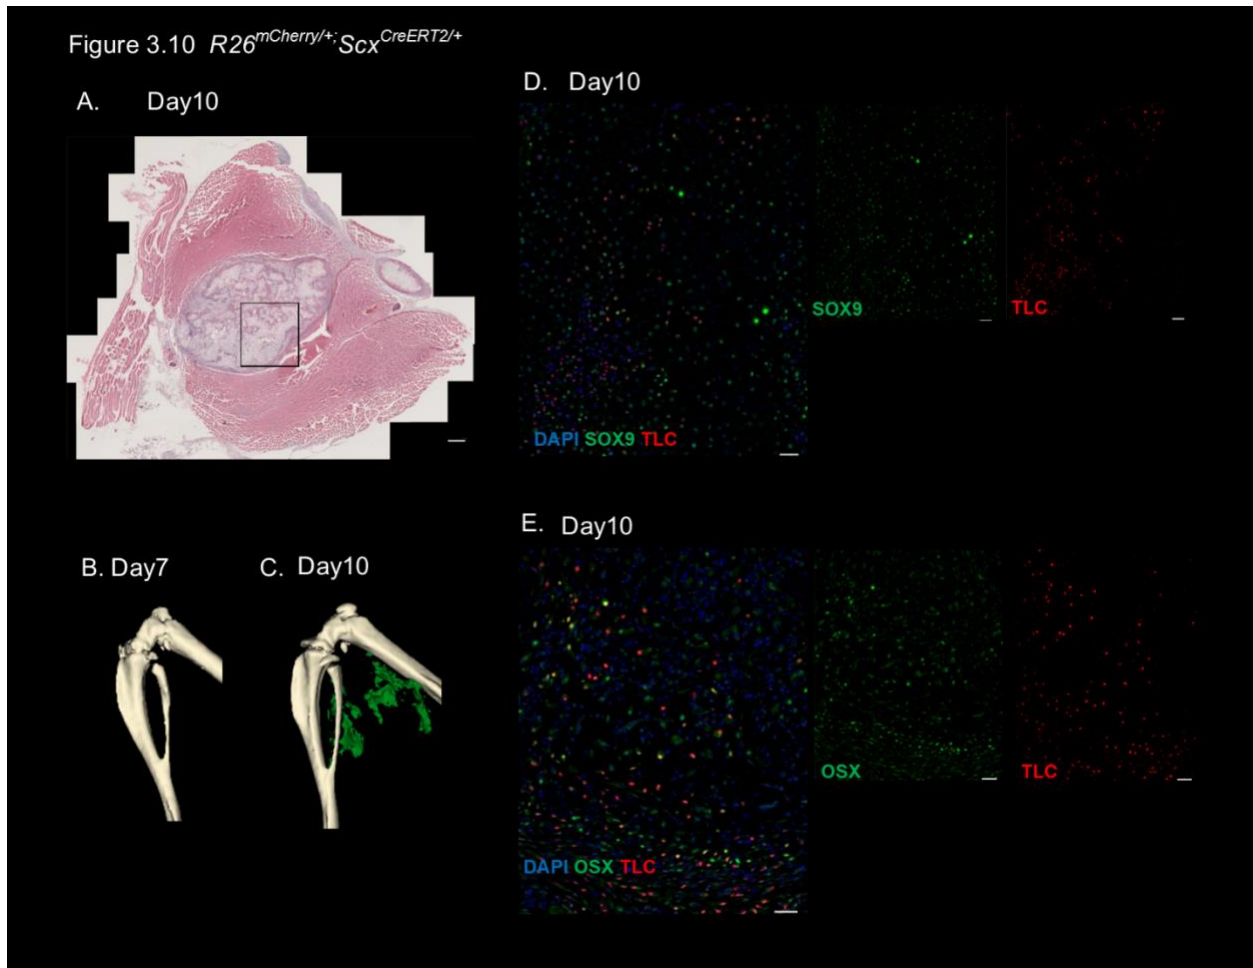 Figure 3.10 R26mCherry/+;ScxCreERT2/+
A. Day10
D. Day10
SOX9
TLC
DAPI SOX9 TLC
B. Day7
C. Day10
E. Day10
OSX
TLC
DAPI OSX TLC